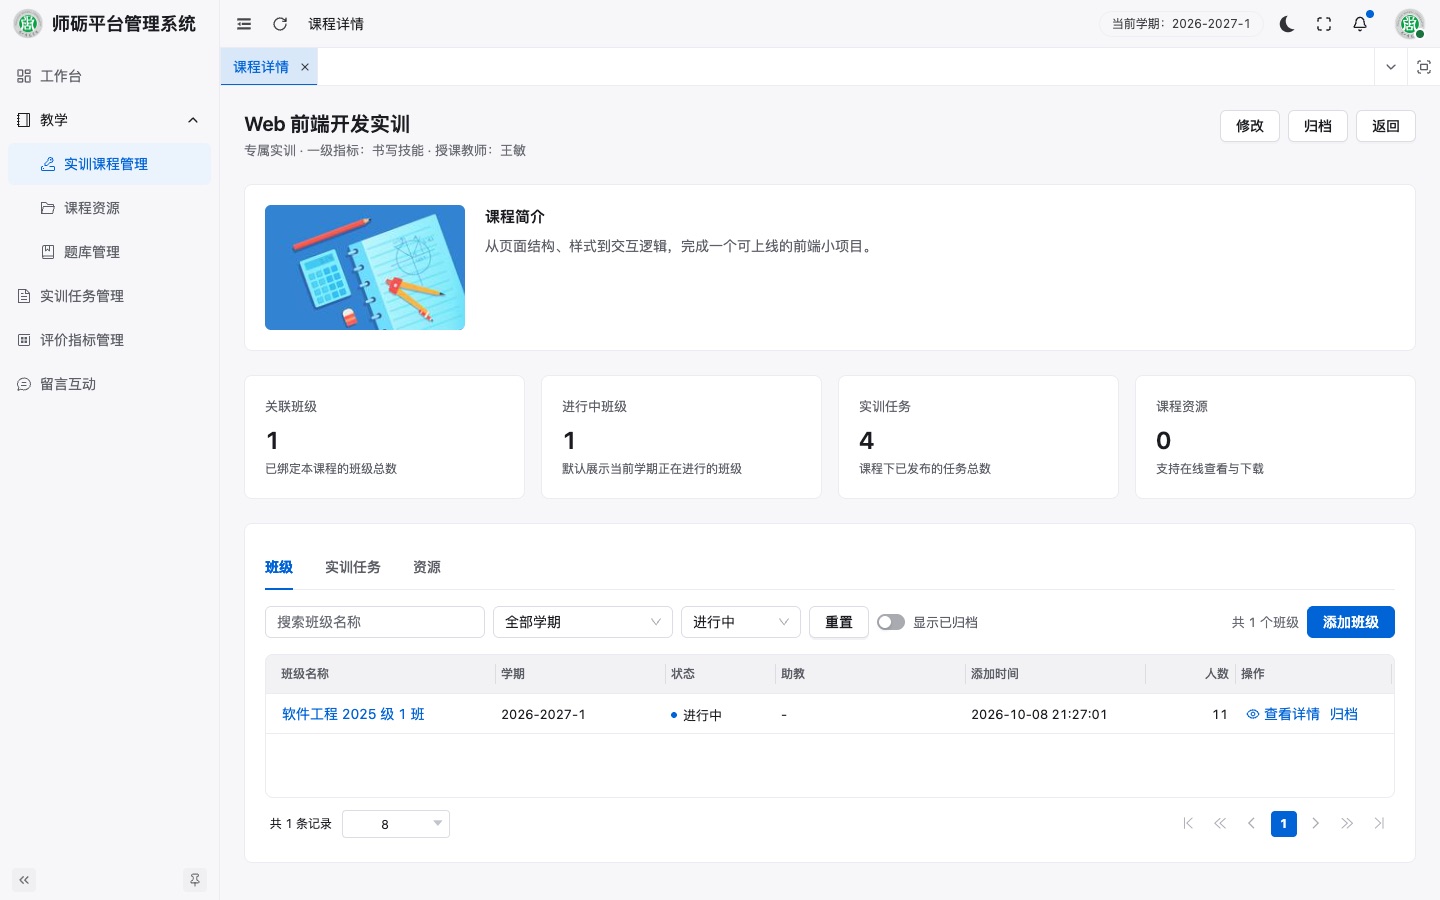 师砺平台管理系统
课程详情
当前学期：2026-2027-1
工作台
教学
实训课程管理
课程资源
题库管理
实训任务管理
评价指标管理
留言互动
课程详情
Web 前端开发实训
专属实训 · 一级指标：书写技能 · 授课教师：王敏
修改
归档
返回
课程简介
从页面结构、样式到交互逻辑，完成一个可上线的前端小项目。
关联班级
1
已绑定本课程的班级总数
进行中班级
1
默认展示当前学期正在进行的班级
实训任务
4
课程下已发布的任务总数
课程资源
0
支持在线查看与下载
班级 实训任务 资源
搜索班级名称 全部学期 进行中 重置 显示已归档 共 1 个班级 添加班级
班级名称 学期 状态 助教 添加时间 人数 操作
软件工程 2025 级 1 班 2026-2027-1 进行中 - 2026-10-08 21:27:01 11 查看详情 归档
共 1 条记录 8 1